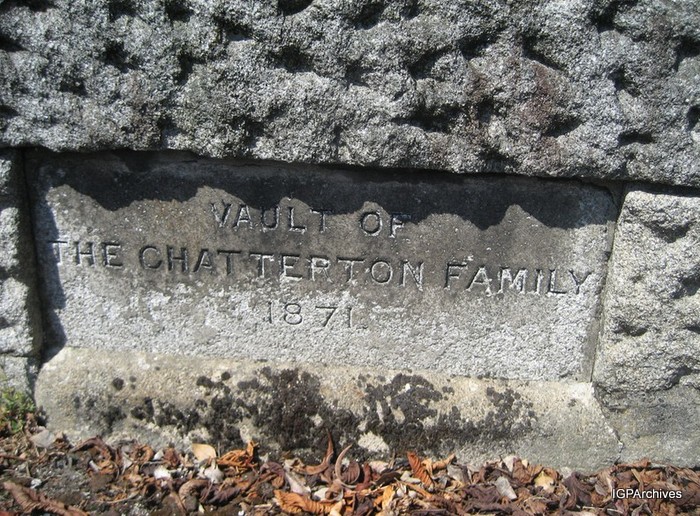 VAULT OF
THE CHATTERTON FAMILY
1871
IGPArchives